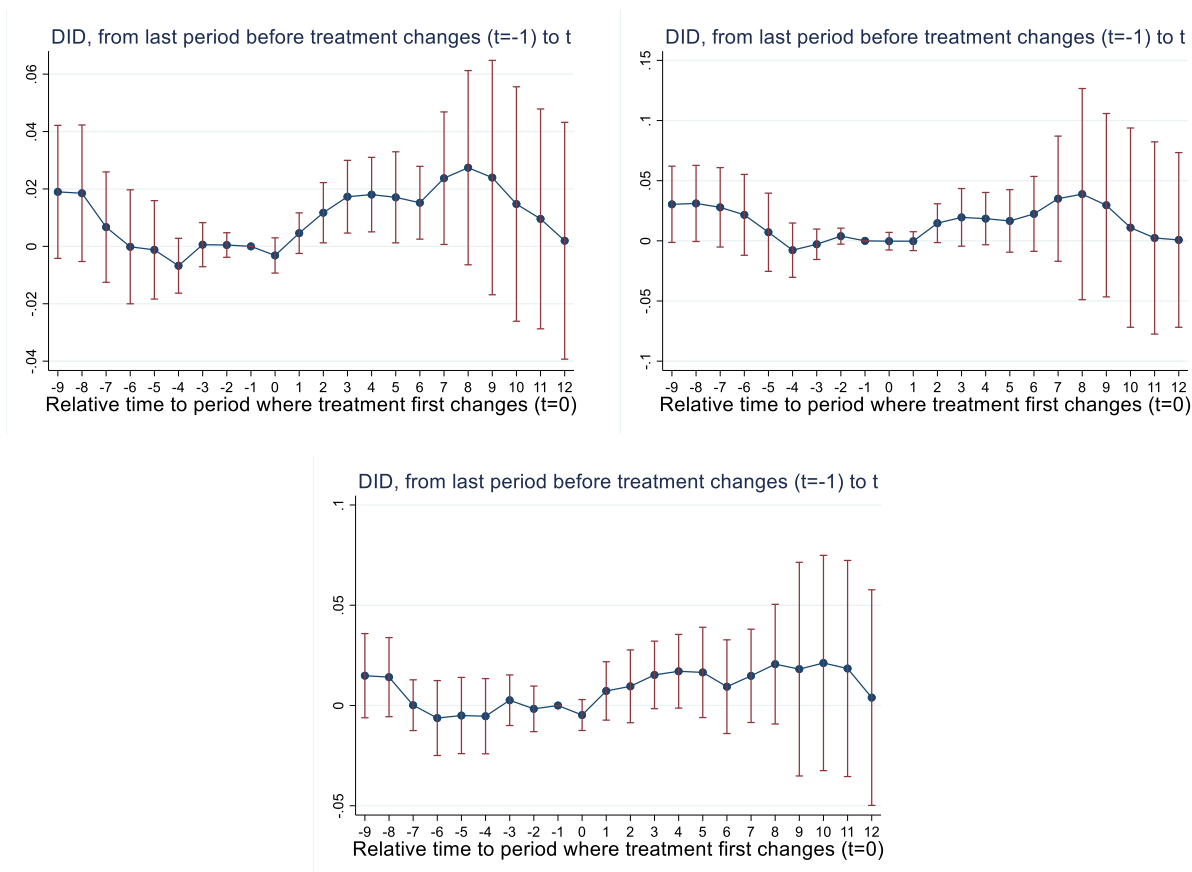 DID, from last period before treatment changes (t=-1) to t
.06
.04
.02
0
-.02
-.04
-9 -8 -7 -6 -5 -4 -3 -2 -1 0 1 2 3 4 5 6 7 8 9 10 11 12
Relative time to period where treatment first changes (t=0)
DID, from last period before treatment changes (t=-1) to t
.15
.1
.05
0
-.05
-.1
-9 -8 -7 -6 -5 -4 -3 -2 -1 0 1 2 3 4 5 6 7 8 9 10 11 12
Relative time to period where treatment first changes (t=0)
DID, from last period before treatment changes (t=-1) to t
.1
.05
0
-.05
-9 -8 -7 -6 -5 -4 -3 -2 -1 0 1 2 3 4 5 6 7 8 9 10 11 12
Relative time to period where treatment first changes (t=0)